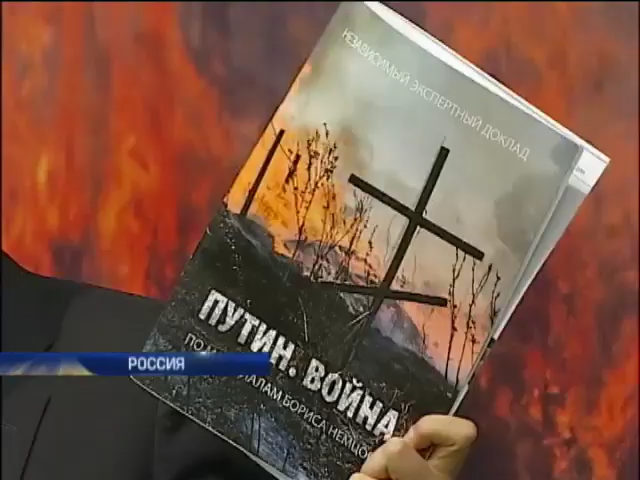 НЕЗАВИСИМЫЙ ЭКСПЕРТНЫЙ ДОКЛАД
ПУТИН. ВОЙНА
ПО БОРИСА
РОССИЯ